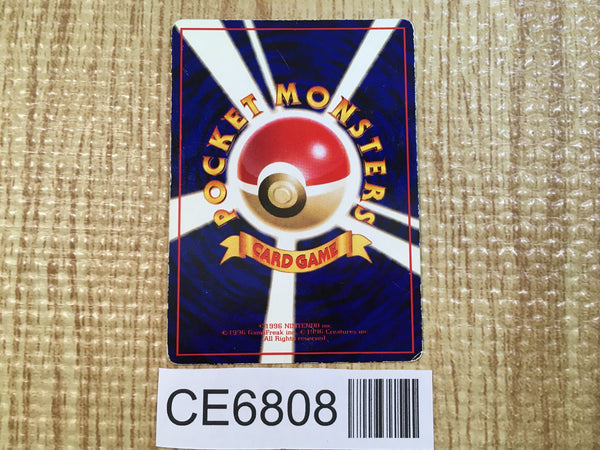 POCKET MONSTERS
CARD GAME
©1996 NINTENDO inc.
©1996 GameFreak inc. ©1996 Creatures inc.
All Rights reserved.
CE6808